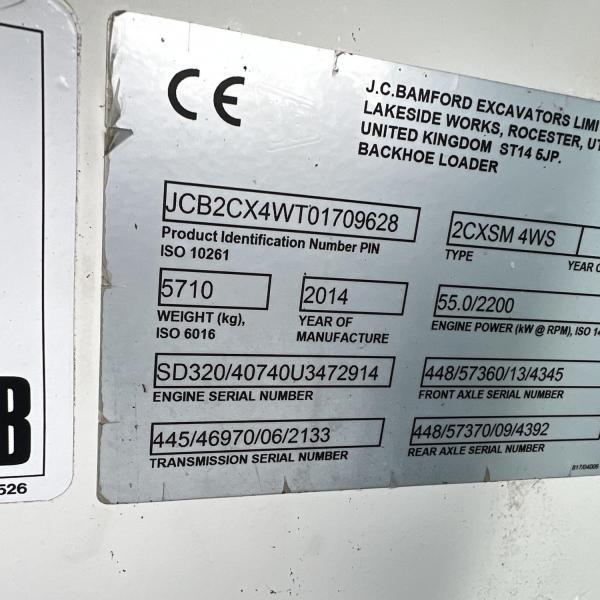 CE
J.C.BAMFORD EXCAVATORS LIMI
LAKESIDE WORKS, ROCESTER, UT
UNITED KINGDOM ST14 5JP.
BACKHOE LOADER
JCB2CX4WT01709628
Product Identification Number PIN
ISO 10261
2CXSM 4WS
TYPE
YEAR O
5710
WEIGHT (kg),
ISO 6016
2014
YEAR OF
MANUFACTURE
55.0/2200
ENGINE POWER (kW @ RPM), ISO 14
SD320/40740U3472914
ENGINE SERIAL NUMBER
448/57360/13/4345
FRONT AXLE SERIAL NUMBER
445/46970/06/2133
TRANSMISSION SERIAL NUMBER
448/57370/09/4392
REAR AXLE SERIAL NUMBER
817/04006
B
526